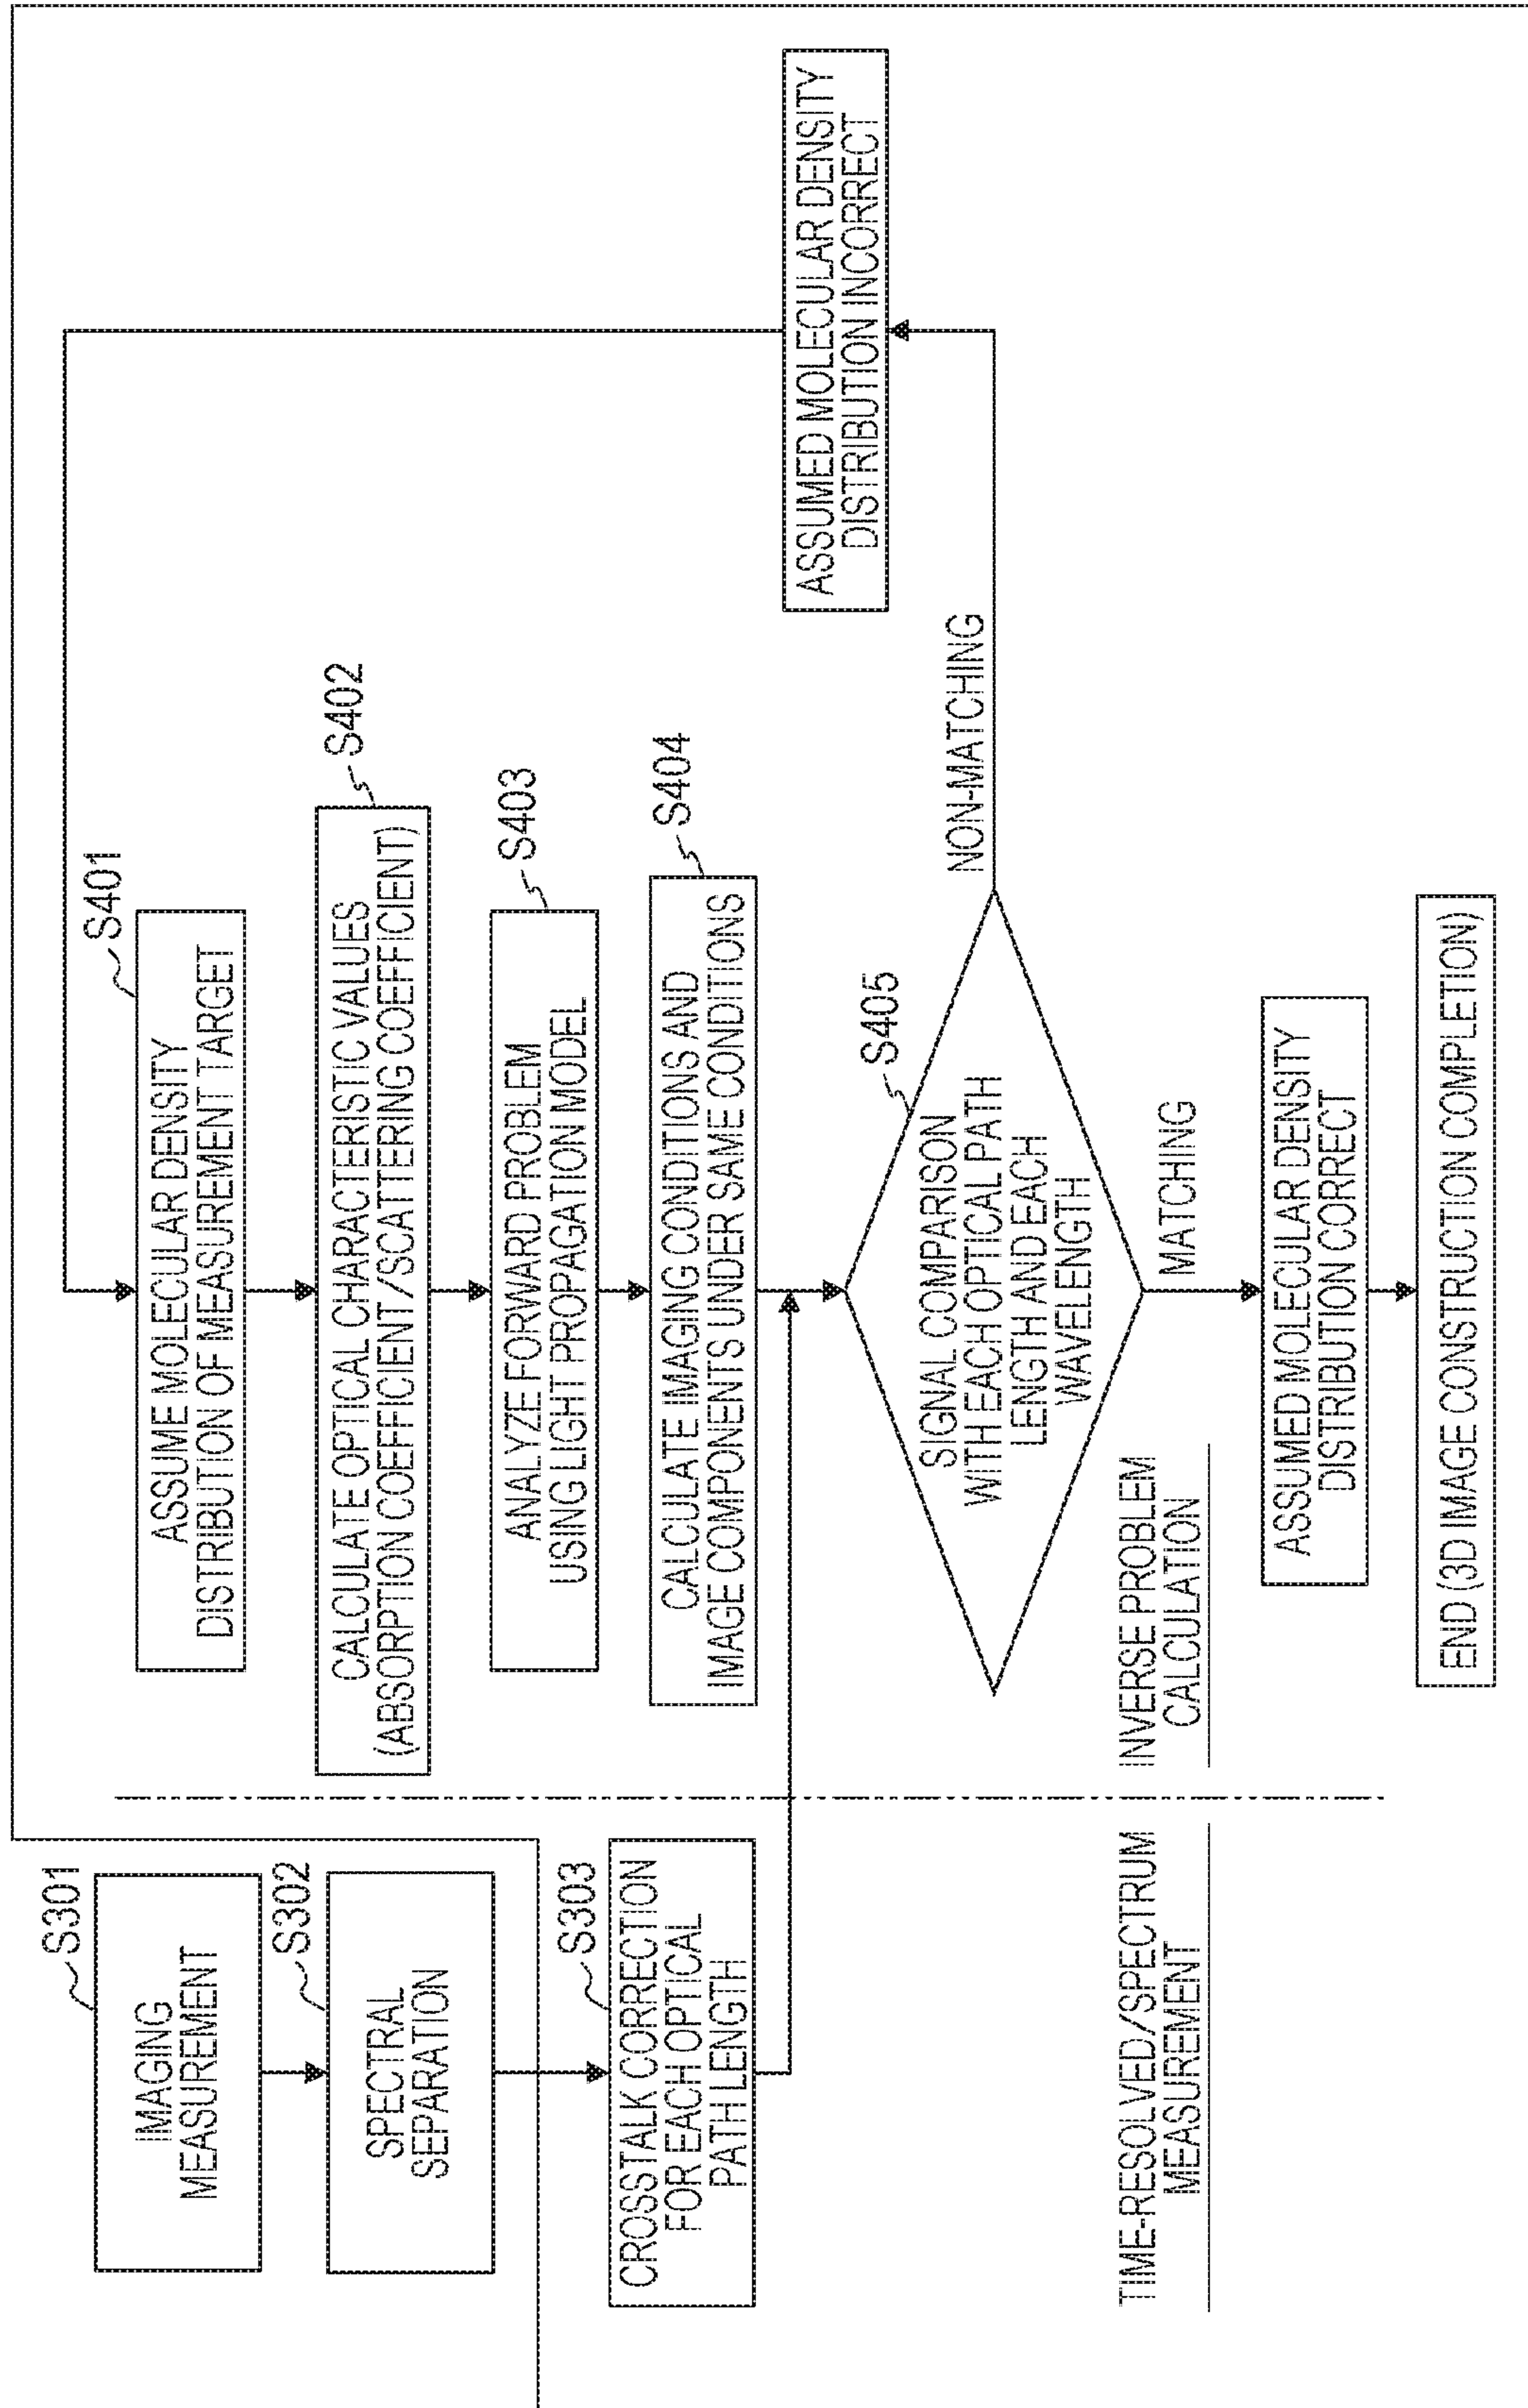 S301
IMAGING
MEASUREMENT
S302
SPECTRAL
SEPARATION
S303
CROSSTALK CORRECTION
FOR EACH OPTICAL
PATH LENGTH
TIME-RESOLVED/SPECTRUM
MEASUREMENT
S401
ASSUME MOLECULAR DENSITY
DISTRIBUTION OF MEASUREMENT TARGET
S402
CALCULATE OPTICAL CHARACTERISTIC VALUES
(ABSORPTION COEFFICIENT/SCATTERING COEFFICIENT)
S403
ANALYZE FORWARD PROBLEM
USING LIGHT PROPAGATION MODEL
S404
CALCULATE IMAGING CONDITIONS AND
IMAGE COMPONENTS UNDER SAME CONDITIONS
S405
SIGNAL COMPARISON
WITH EACH OPTICAL PATH
LENGTH AND EACH
WAVELENGTH
NON-MATCHING
ASSUMED MOLECULAR DENSITY
DISTRIBUTION INCORRECT
MATCHING
INVERSE PROBLEM
CALCULATION
ASSUMED MOLECULAR DENSITY
DISTRIBUTION CORRECT
END (3D IMAGE CONSTRUCTION COMPLETION)